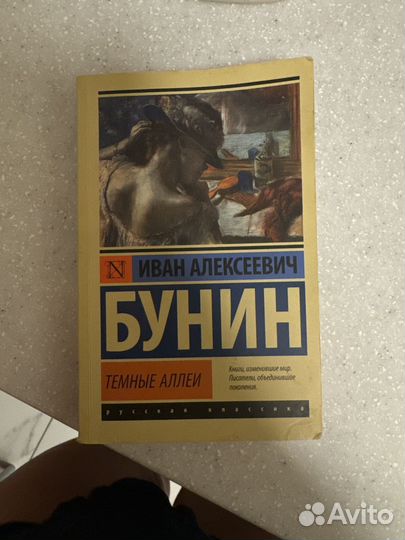 N
ИВАН АЛЕКСЕЕВИЧ
БУНИН
ТЕМНЫЕ АЛЛЕИ
Книги, изменившие мир.
Писатели, объединившие
поколения.
русская классика
Avito